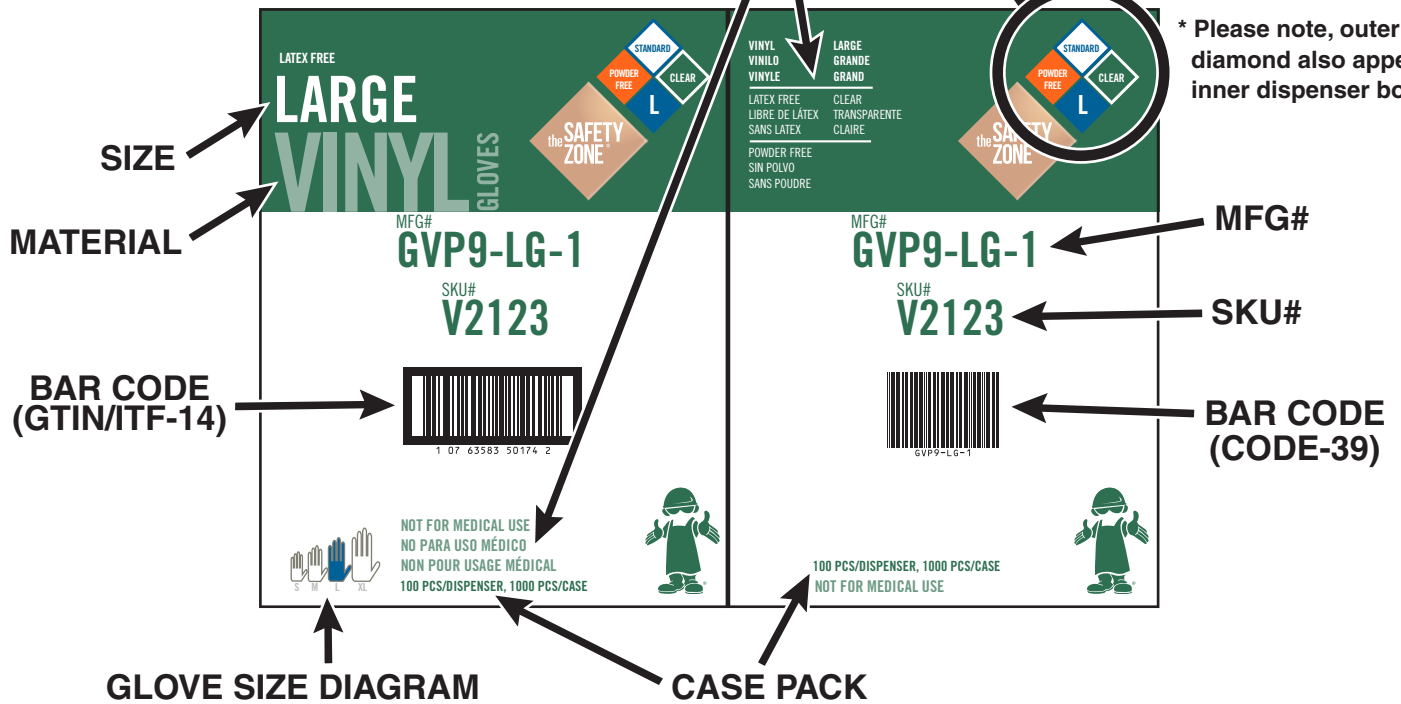 * Please note, outer
diamond also appe
inner dispenser bo
SIZE
MATERIAL
BAR CODE
(GTIN/ITF-14)
GLOVE SIZE DIAGRAM
LATEX FREE
LARGE
VINYL
GLOVES
STANDARD
POWDER
FREE
CLEAR
L
the SAFETY
ZONE®
MFG#
GVP9-LG-1
SKU#
V2123
1 07 63583 50174 2
S M L XL
NOT FOR MEDICAL USE
NO PARA USO MÉDICO
NON POUR USAGE MÉDICAL
100 PCS/DISPENSER, 1000 PCS/CASE
®
VINYL LARGE
VINILO GRANDE
VINYLE GRAND
LATEX FREE CLEAR
LIBRE DE LÁTEX TRANSPARENTE
SANS LATEX CLAIRE
POWDER FREE
SIN POLVO
SANS POUDRE
STANDARD
POWDER
FREE
CLEAR
L
the SAFETY
ZONE
MFG#
GVP9-LG-1
SKU#
V2123
GVP9-LG-1
100 PCS/DISPENSER, 1000 PCS/CASE
NOT FOR MEDICAL USE
®
MFG#
SKU#
BAR CODE
(CODE-39)
CASE PACK